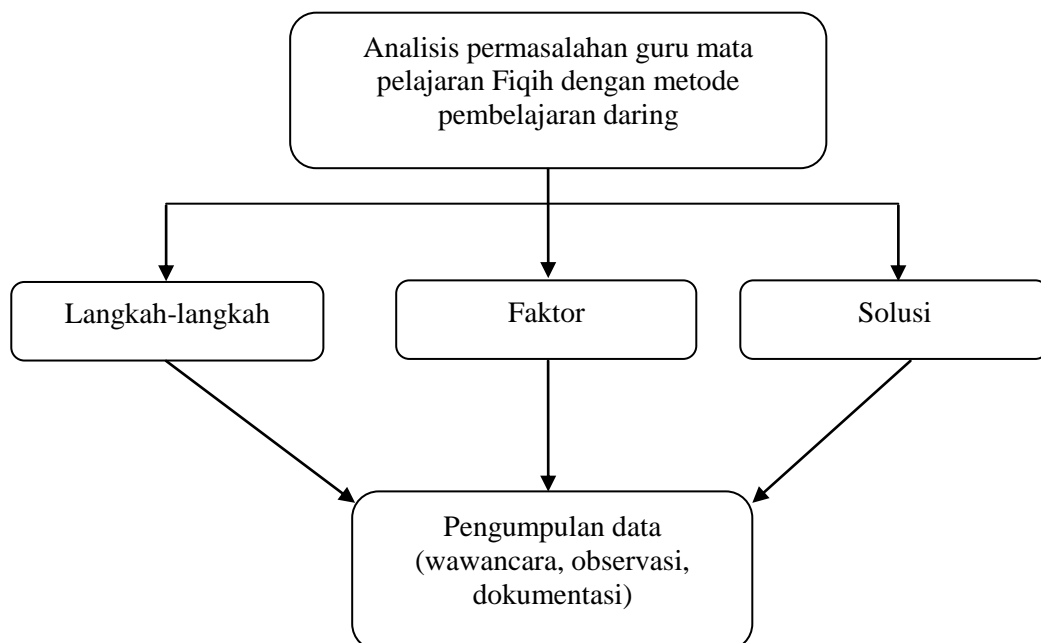 Analisis permasalahan guru mata
pelajaran Fiqih dengan metode
pembelajaran daring
Langkah-langkah
Faktor
Solusi
Pengumpulan data
(wawancara, observasi,
dokumentasi)